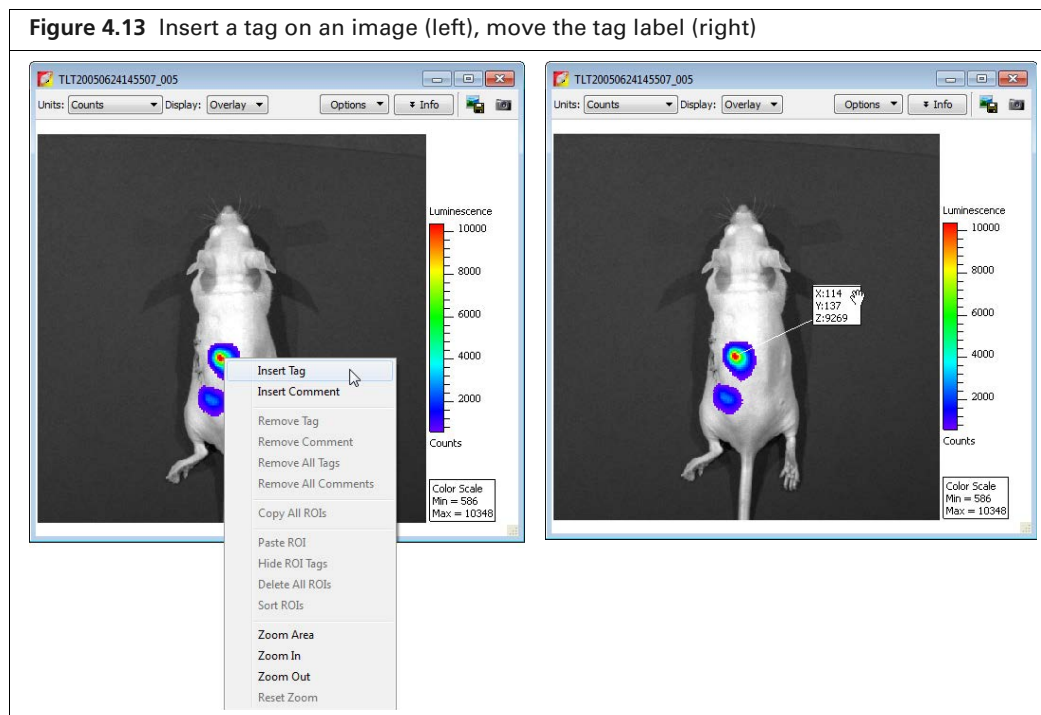 Figure 4.13 Insert a tag on an image (left), move the tag label (right)
TLT20050624145507_005
Units: Counts Display: Overlay Options Info
Luminescence
10000
8000
6000
4000
2000
Counts
Color Scale
Min = 586
Max = 10348
Insert Tag
Insert Comment
Remove Tag
Remove Comment
Remove All Tags
Remove All Comments
Copy All ROIs
Paste ROI
Hide ROI Tags
Delete All ROIs
Sort ROIs
Zoom Area
Zoom In
Zoom Out
Reset Zoom
TLT20050624145507_005
Units: Counts Display: Overlay Options Info
Luminescence
10000
8000
6000
4000
2000
Counts
X:114
Y:137
Z:9269
Color Scale
Min = 586
Max = 10348